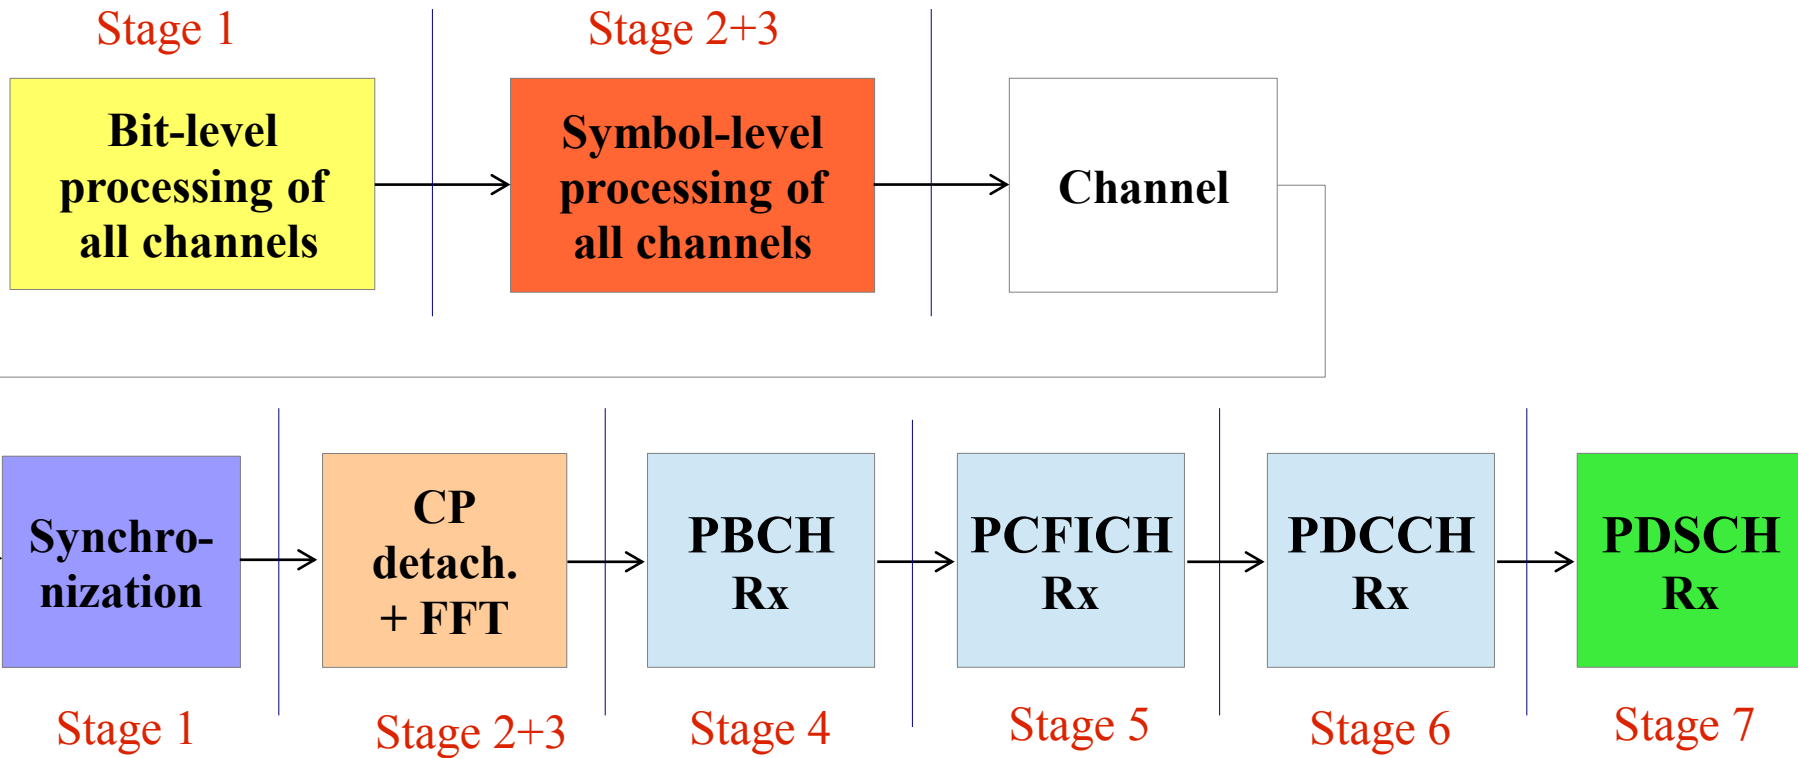 Stage 1
Stage 2+3
Bit-level
processing of
all channels
Symbol-level
processing of
all channels
Channel
Synchro-
nization
CP
detach.
+ FFT
PBCH
Rx
PCFICH
Rx
PDCCH
Rx
PDSCH
Rx
Stage 1
Stage 2+3
Stage 4
Stage 5
Stage 6
Stage 7